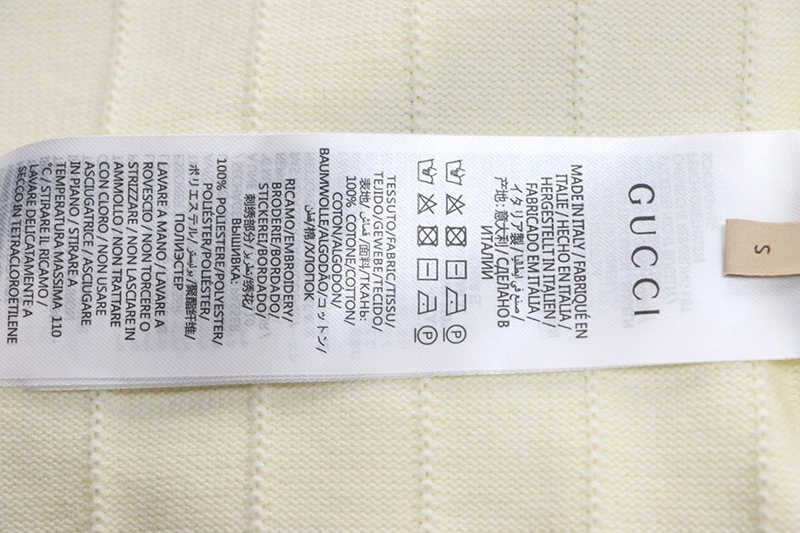 GUCCI
S
MADE IN ITALY / FABRIQUÉ EN
ITALIE / HECHO EN ITALIA /
HERGESTELLT IN ITALIEN /
FABRICADO EM ITALIA /
イタリア製 / صنع في إيطاليا /
产地: 意大利 / СДЕЛАНО В
ИТАЛИИ
TESSUTO/FABRIC/TISSU/
TEJIDO/GEWEBE/TECIDO/
表地/قماش/面料/ТКАНЬ:
100% COTONE/COTTON/
COTON/ALGODÓN/
BAUMWOLLE/ALGODÃO/コットン/
قطن/棉/ХЛОПОК
RICAMO/EMBROIDERY/
BRODERIE/BORDADO/
STICKEREI/BORDADO/
刺绣部分/تطريز/绣花/
ВЫШИВКА:
100% POLIESTERE/POLYESTER/
POLYESTER/POLIÉSTER/
POLYESTER/POLIÉSTER/
ポリエステル/بوليستر/聚酯纤维/
ПОЛИЭСТЕР
LAVARE A MANO / LAVARE A
ROVESCIO / NON TORCERE O
STRIZZARE / NON LASCIARE IN
AMMOLLO / NON TRATTARE
CON CLORO / NON USARE
ASCIUGATRICE / ASCIUGARE
IN PIANO / STIRARE A
TEMPERATURA MASSIMA 110
°C / STIRARE IL RICAMO /
LAVARE DELICATAMENTE A
SECCO IN TETRACLOROETILENE